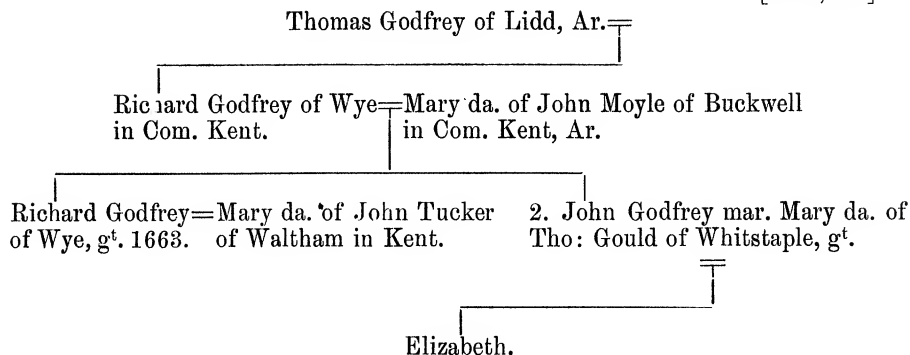 Thomas Godfrey of Lidd, Ar.
Richard Godfrey of Wye=Mary da. of John Moyle of Buckwell
in Com. Kent. in Com. Kent, Ar.
Richard Godfrey=Mary da. of John Tucker
of Wye, gᵗ. 1663. of Waltham in Kent.
2. John Godfrey mar. Mary da. of
Tho: Gould of Whitstaple, gᵗ.
Elizabeth.